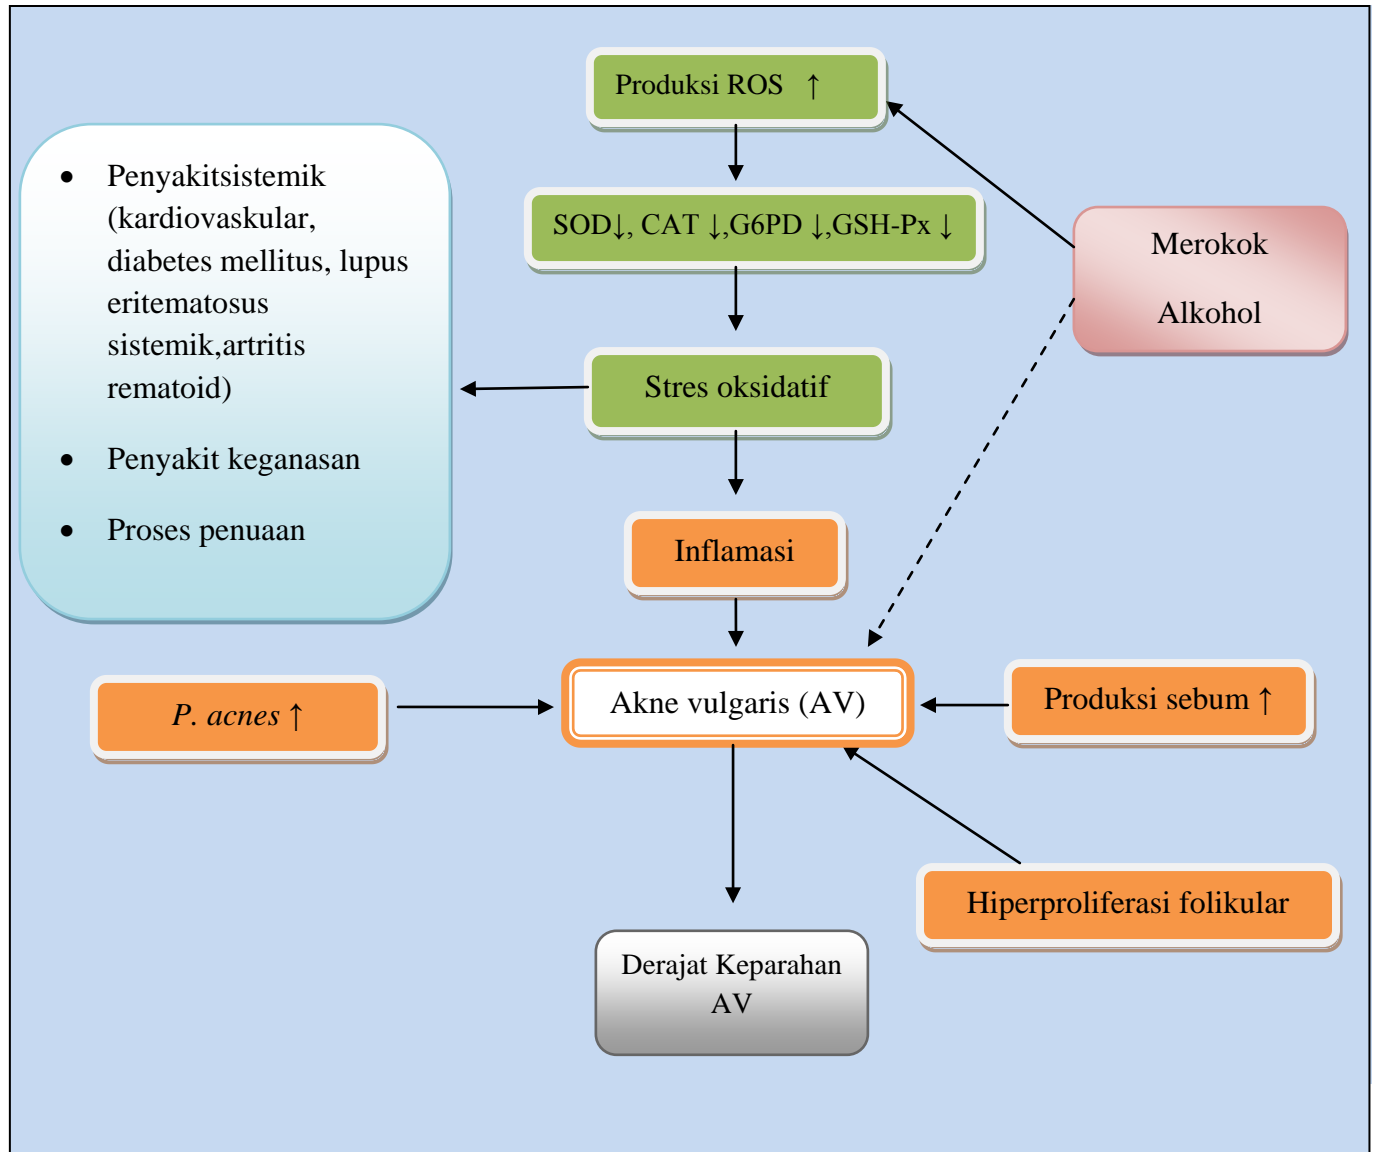 Produksi ROS ↑
SOD↓, CAT ↓,G6PD ↓,GSH-Px ↓
• Penyakitsistemik
(kardiovaskular,
diabetes mellitus, lupus
eritematosus
sistemik,artritis
rematoid)
• Penyakit keganasan
• Proses penuaan
Merokok
Alkohol
Stres oksidatif
Inflamasi
P. acnes ↑
Akne vulgaris (AV)
Produksi sebum ↑
Hiperproliferasi folikular
Derajat Keparahan
AV